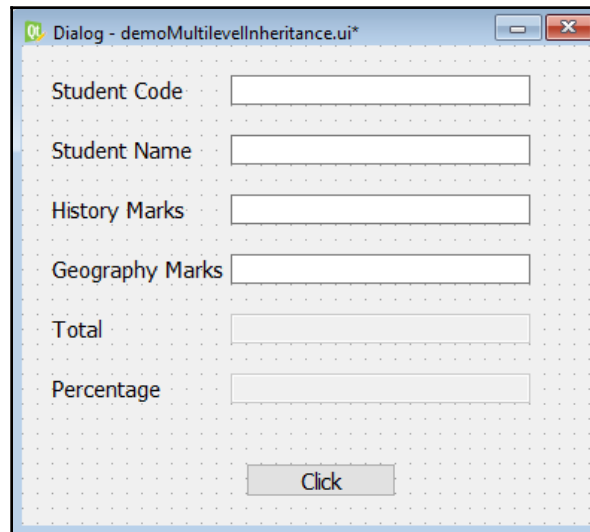 Dialog - demoMultilevelInheritance.ui*
Student Code
Student Name
History Marks
Geography Marks
Total
Percentage
Click